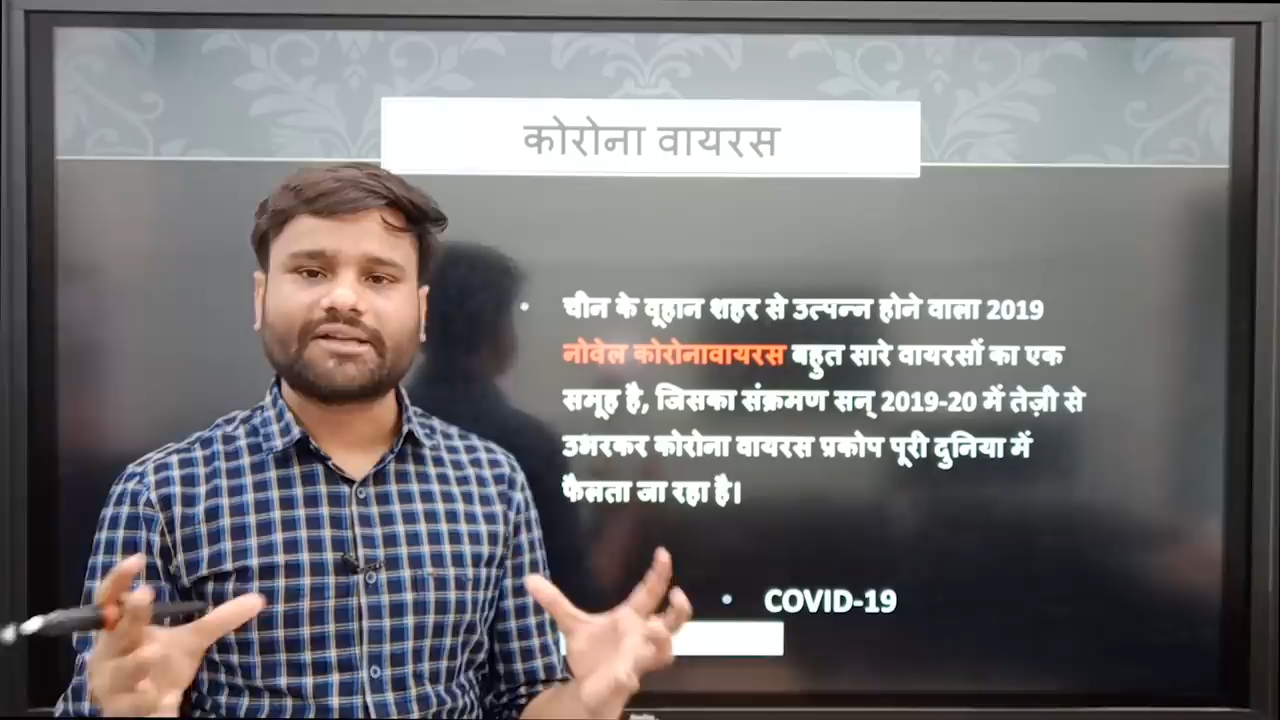 कोरोना वायरस
चीन के वूहान शहर से उत्पन्न होने वाला 2019
नोवेल कोरोनावायरस बहुत सारे वायरसों का एक
समूह है, जिसका संक्रमण सन् 2019-20 में तेज़ी से
उभरकर कोरोना वायरस प्रकोप पूरी दुनिया में
फैलता जा रहा है।
COVID-19